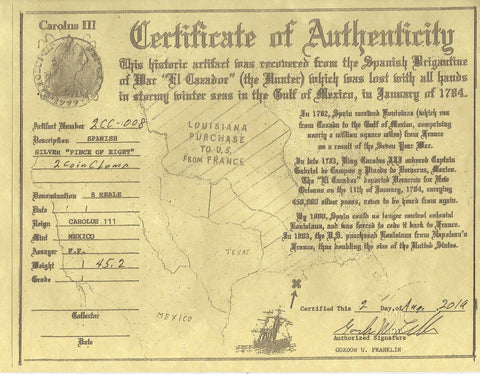 Carolus III
Certificate of Authenticity
This historic artifact was recovered from the Spanish Brigantine
of War "El Cazador" (the Hunter) which was lost with all hands
in stormy winter seas in the Gulf of Mexico, in January of 1784.
Artifact Number 2CC-1008
Description SPANISH
SILVER "PIECE OF EIGHT"
2 Coin Clump
Denomination 8 REALE
Date
Reign CAROLUS 111
Mint MEXICO
Assayer F.F.
Weight 45.2
Grade
Collector
Date
LOUISIANA
PURCHASE
TO U.S.
FROM FRANCE
TEXAS
MEXICO
In 1762, Spain received Louisiana (which ran
from Canada to the Gulf of Mexico, comprising
nearly a million square miles) from France
as a result of the Seven Year War.
In late 1783, King Carolus III ordered Captain
Gabriel de Campos y Pineda to Veracruz, Mexico.
The "El Cazador" departed Veracruz for New
Orleans on the 11th of January, 1784, carrying
450,000 silver pesos, never to be heard from again.
By 1800, Spain could no longer control colonial
Louisiana, and was forced to cede it back to France.
In 1803, the U.S. purchased Louisiana from Napoleon's
France, thus doubling the size of the United States.
X
Certified This 2 Day, of Aug. 2019
Authorized Signature
GORDON W. FRANKLIN